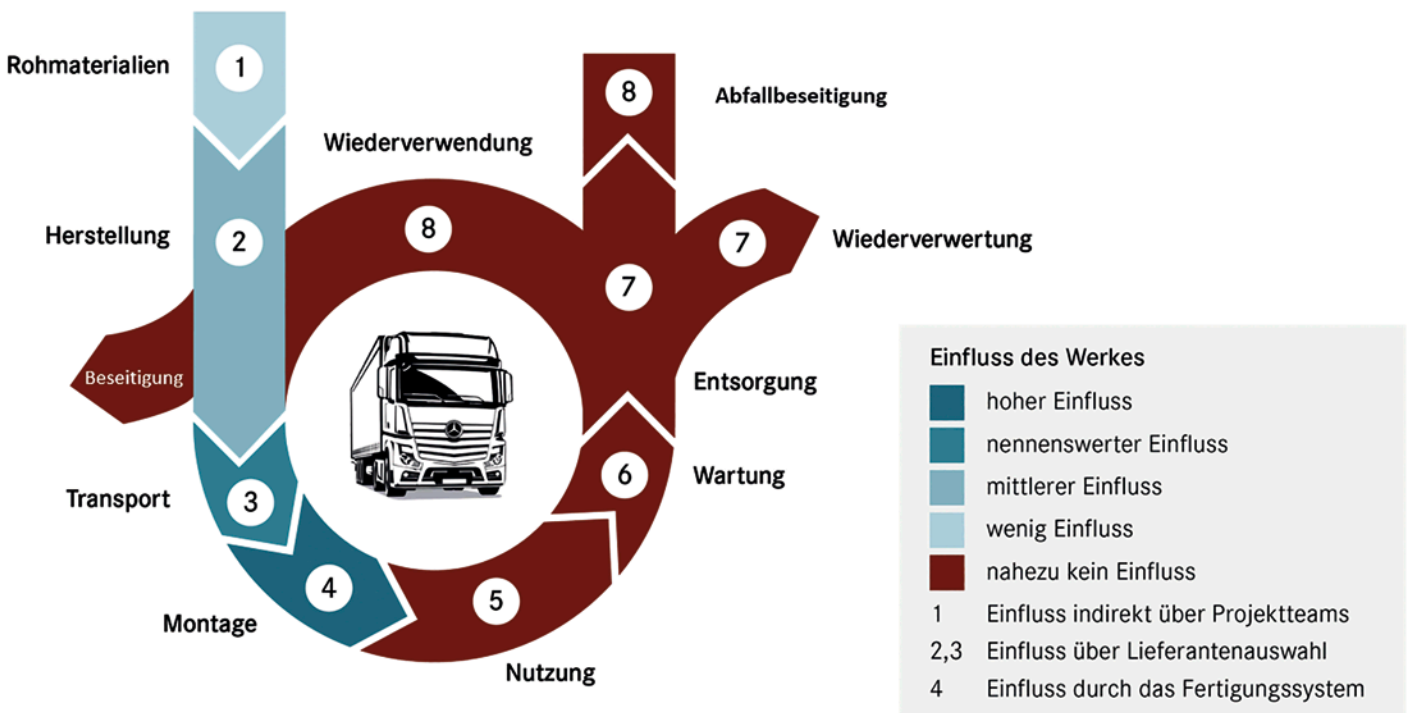 Rohmaterialien
1
8
Abfallbeseitigung
Wiederverwendung
Herstellung
2
8
7
Wiederverwertung
7
Beseitigung
Entsorgung
Transport
3
6
Wartung
Montage
4
5
Nutzung
Einfluss des Werkes
hoher Einfluss
nennenswerter Einfluss
mittlerer Einfluss
wenig Einfluss
nahezu kein Einfluss
1 Einfluss indirekt über Projektteams
2,3 Einfluss über Lieferantenauswahl
4 Einfluss durch das Fertigungssystem